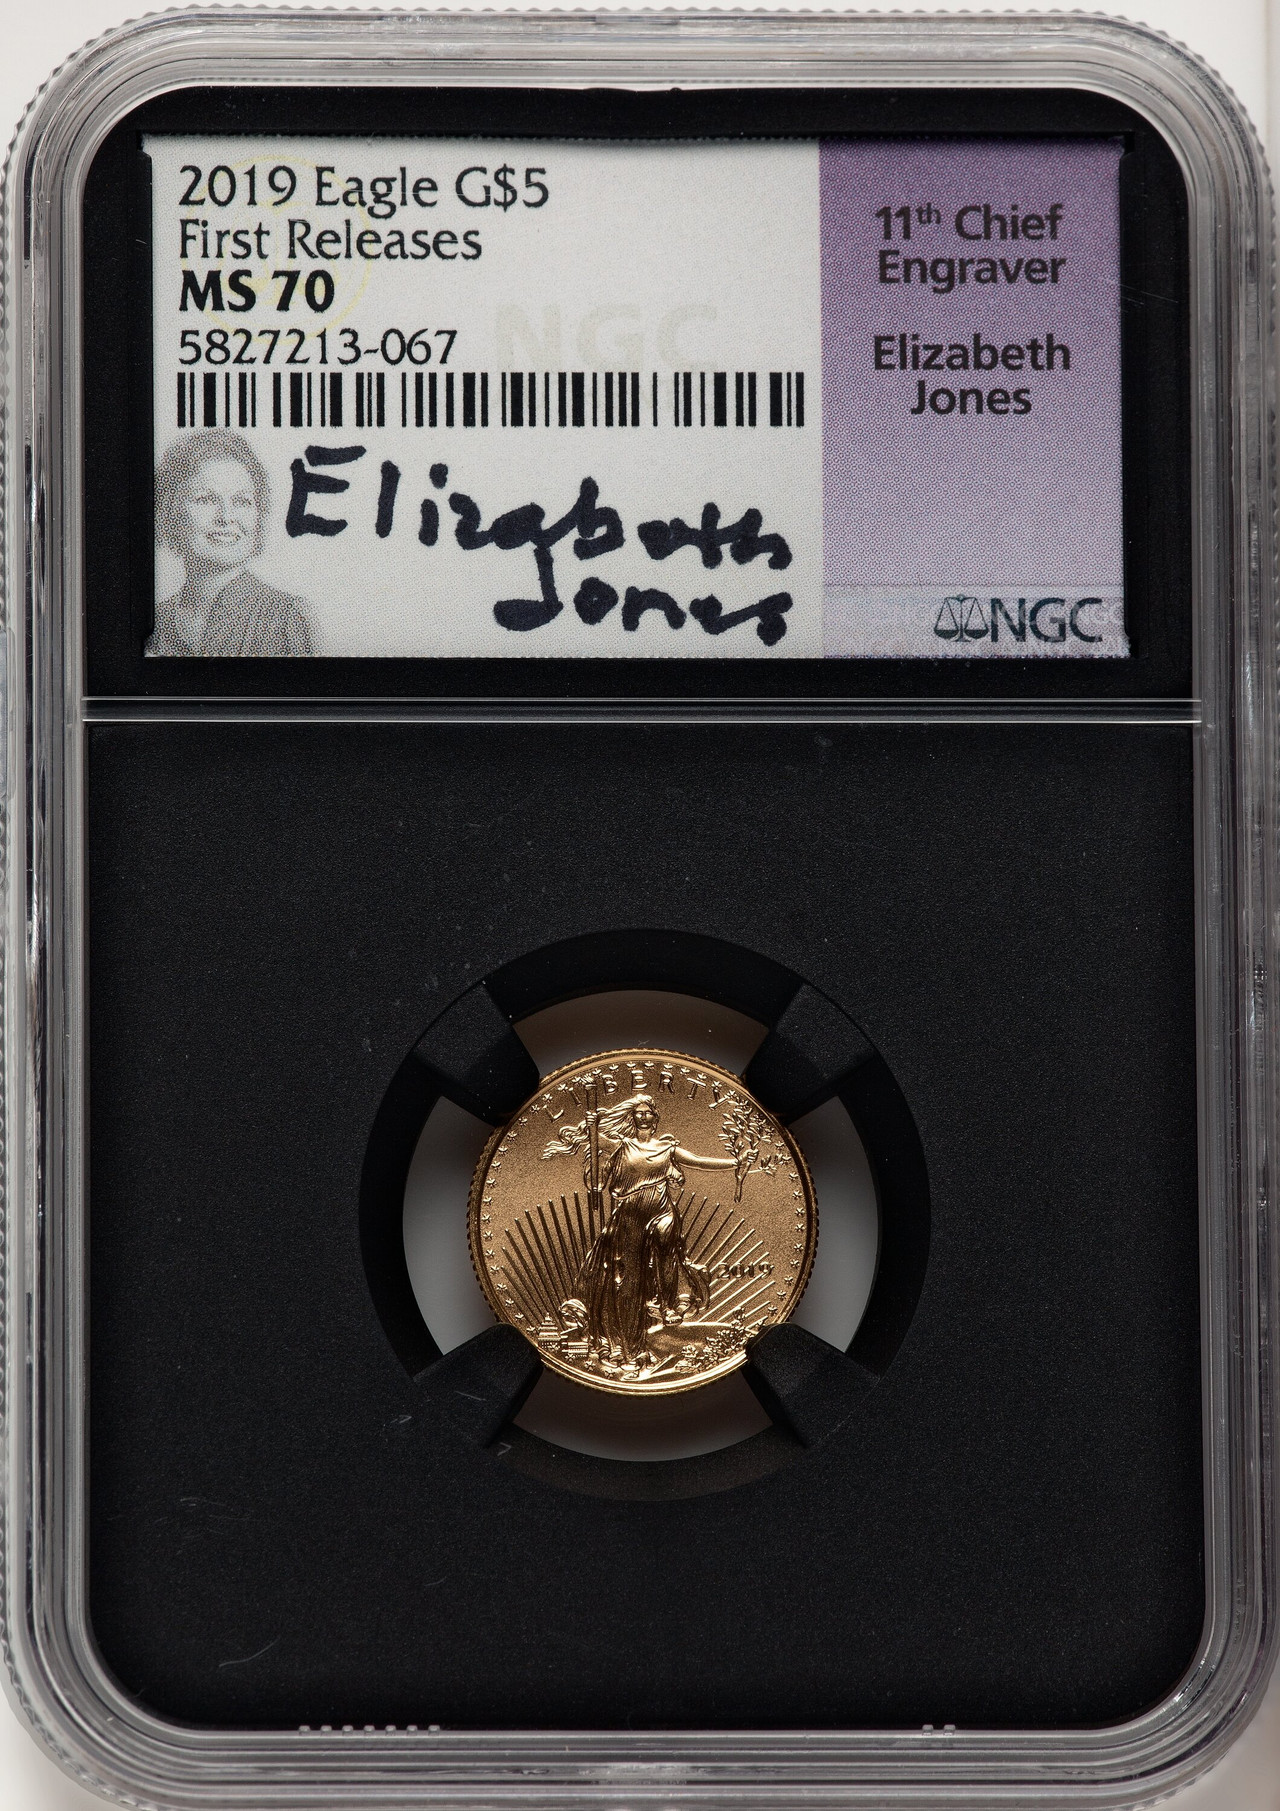 2019 Eagle G$5
First Releases
MS 70
5827213-067
NGC
Elizabeth
Jones
11th Chief
Engraver
Elizabeth
Jones
NGC
LIBERTY
2019